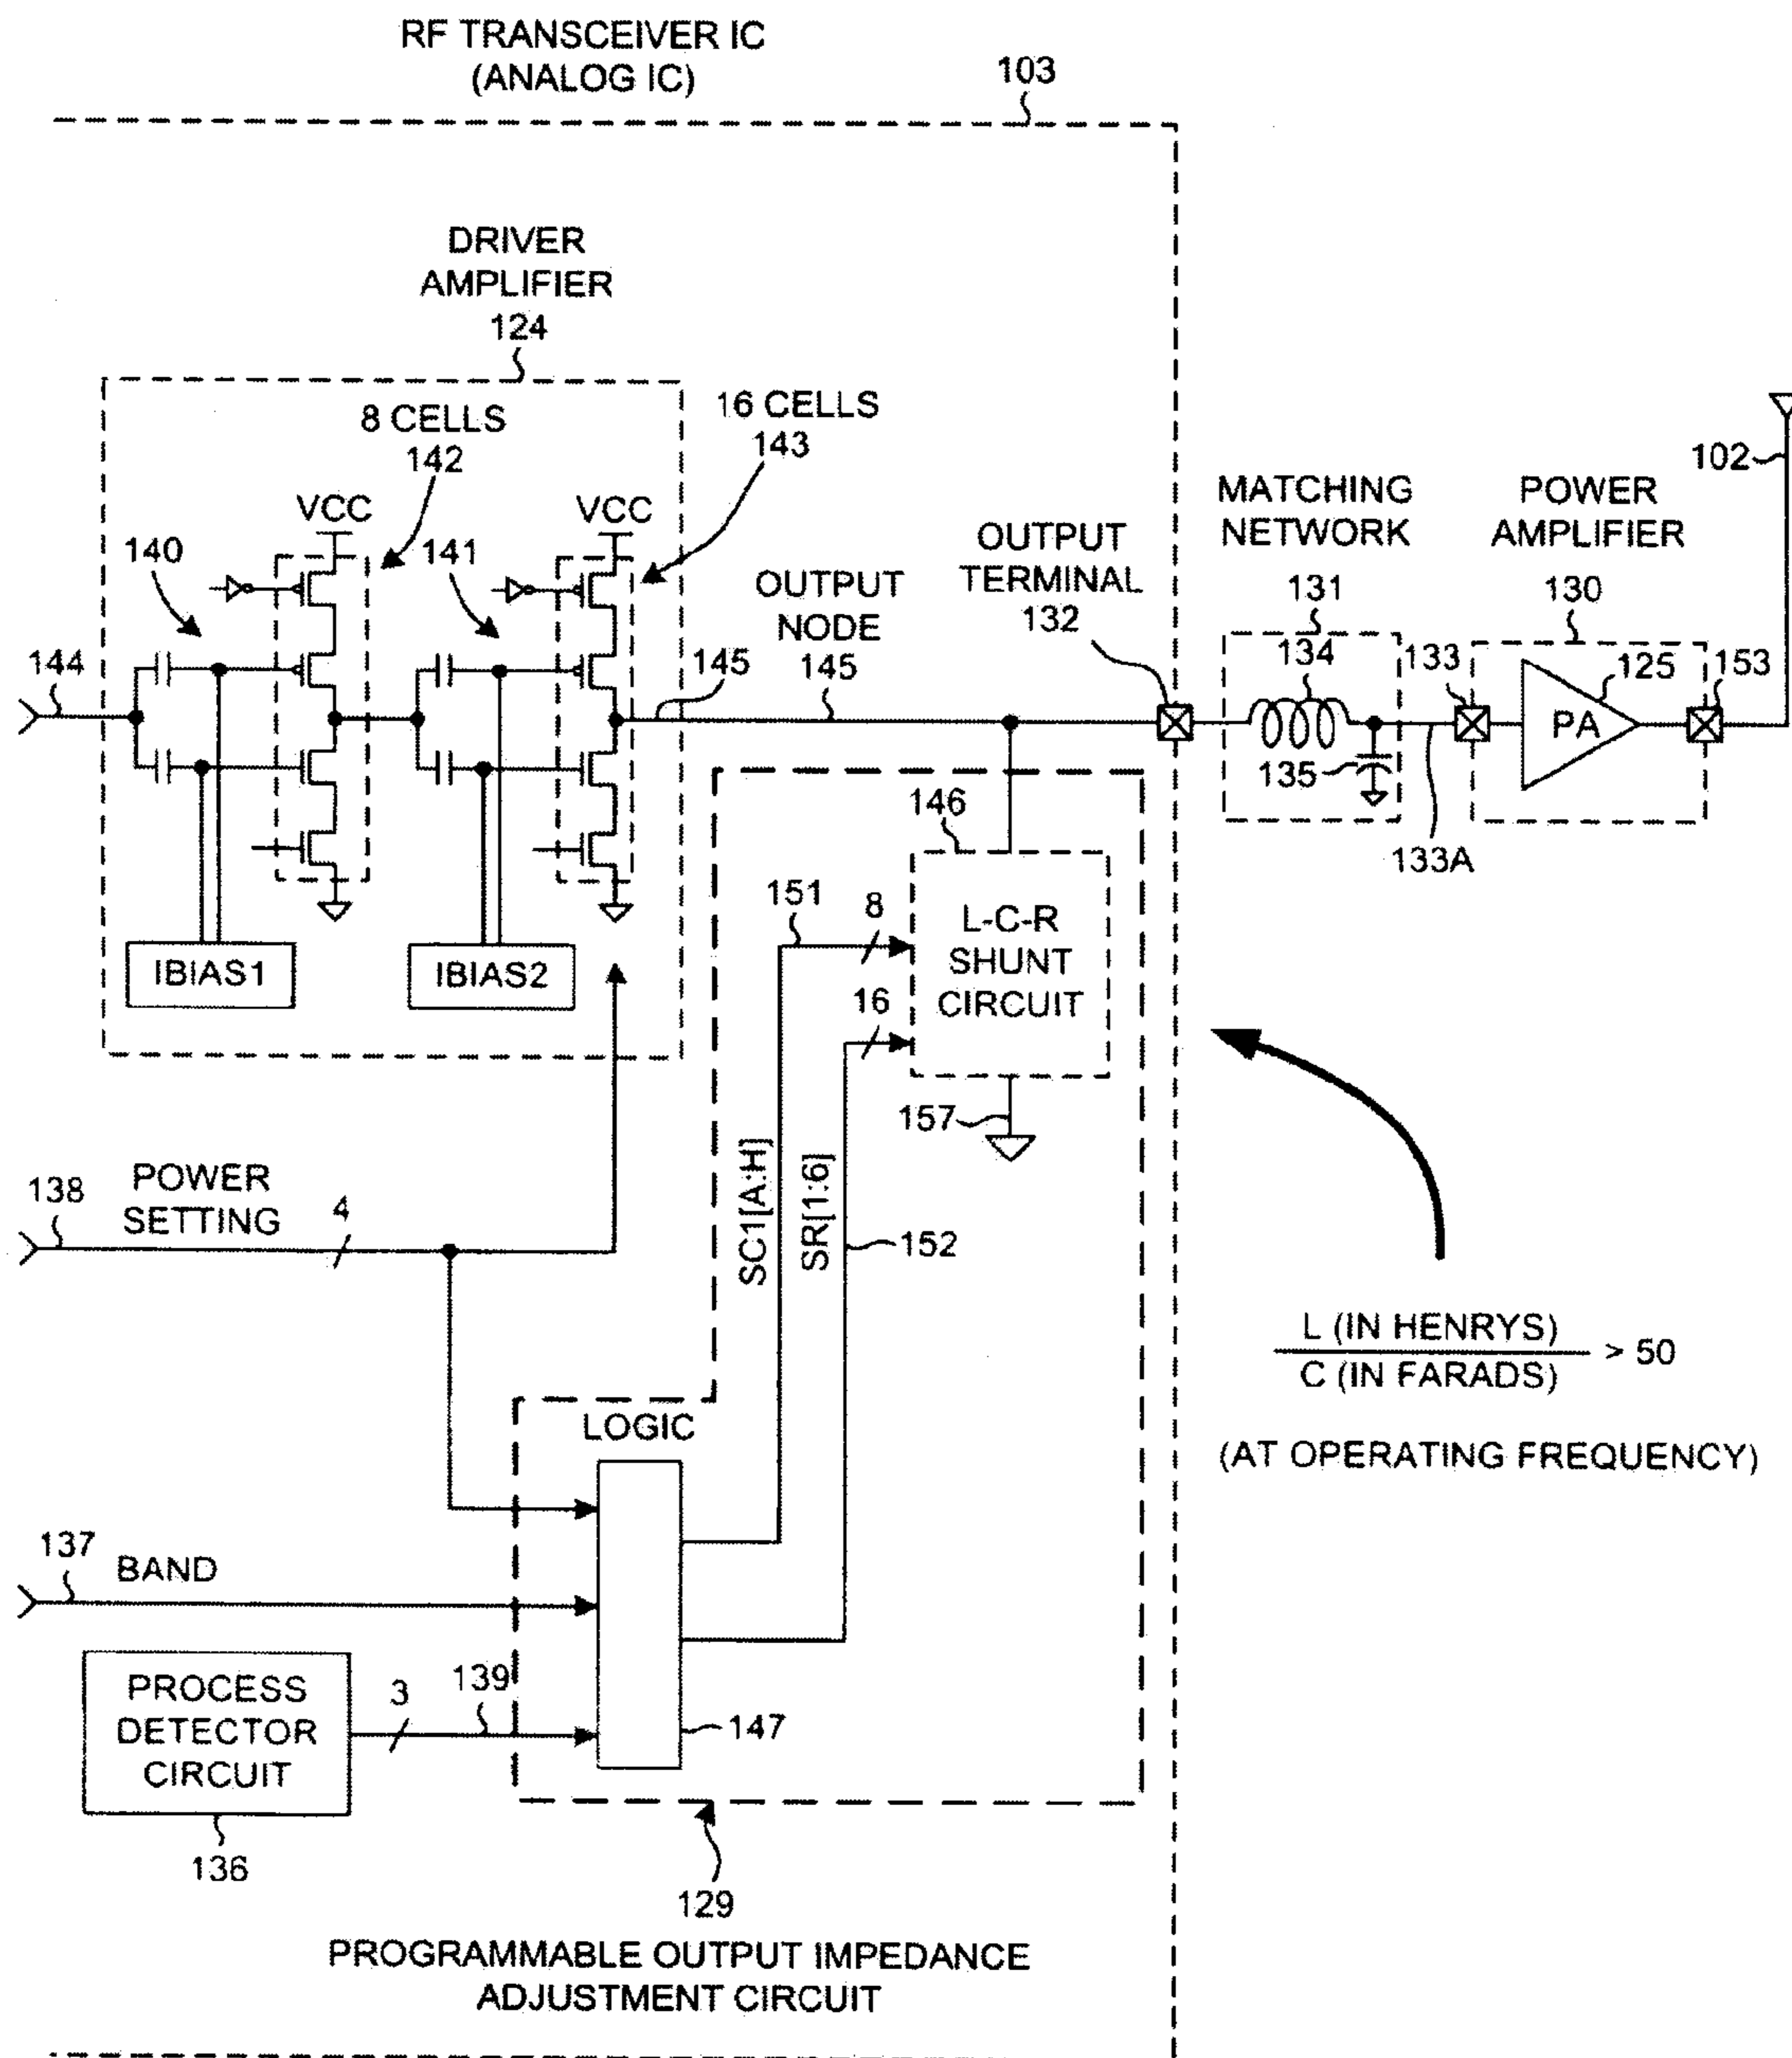 RF TRANSCEIVER IC
(ANALOG IC)
103
DRIVER
AMPLIFIER
124
8 CELLS
142
16 CELLS
143
VCC
VCC
140
141
144
IBIAS1
IBIAS2
OUTPUT
NODE
145
145
OUTPUT
TERMINAL
132
MATCHING
NETWORK
131
134
135
133
133A
POWER
AMPLIFIER
130
125
PA
153
102
146
L-C-R
SHUNT
CIRCUIT
151
8
16
157
SC1[A:H]
SR[1:6]
152
138
POWER
SETTING
4
L (IN HENRYS)
C (IN FARADS)
> 50
(AT OPERATING FREQUENCY)
LOGIC
137
BAND
PROCESS
DETECTOR
CIRCUIT
3
139
147
136
129
PROGRAMMABLE OUTPUT IMPEDANCE
ADJUSTMENT CIRCUIT